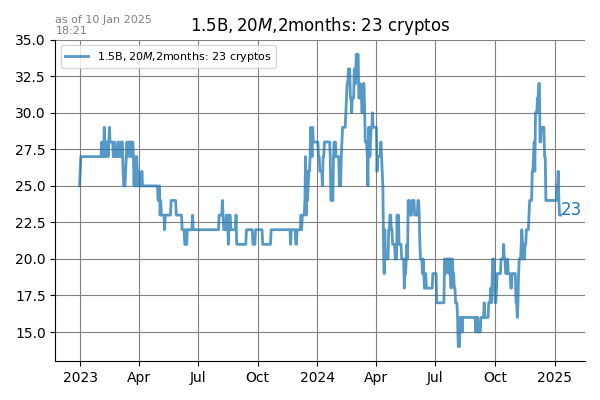 as of 10 Jan 2025
18:21
1.5B, 20M,2months: 23 cryptos
1.5B, 20M,2months: 23 cryptos
35.0
32.5
30.0
27.5
25.0
22.5
20.0
17.5
15.0
23
2023 Apr Jul Oct 2024 Apr Jul Oct 2025